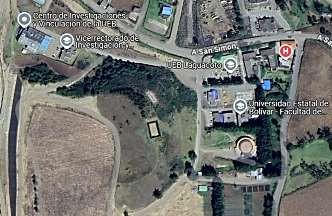 Centro de Investigaciones
y Vinculación de la UEB
Vicerrectorado de
Investigación y...
A San Simón
UEB Laguacoto
Universidad Estatal de
Bolívar - Facultad de